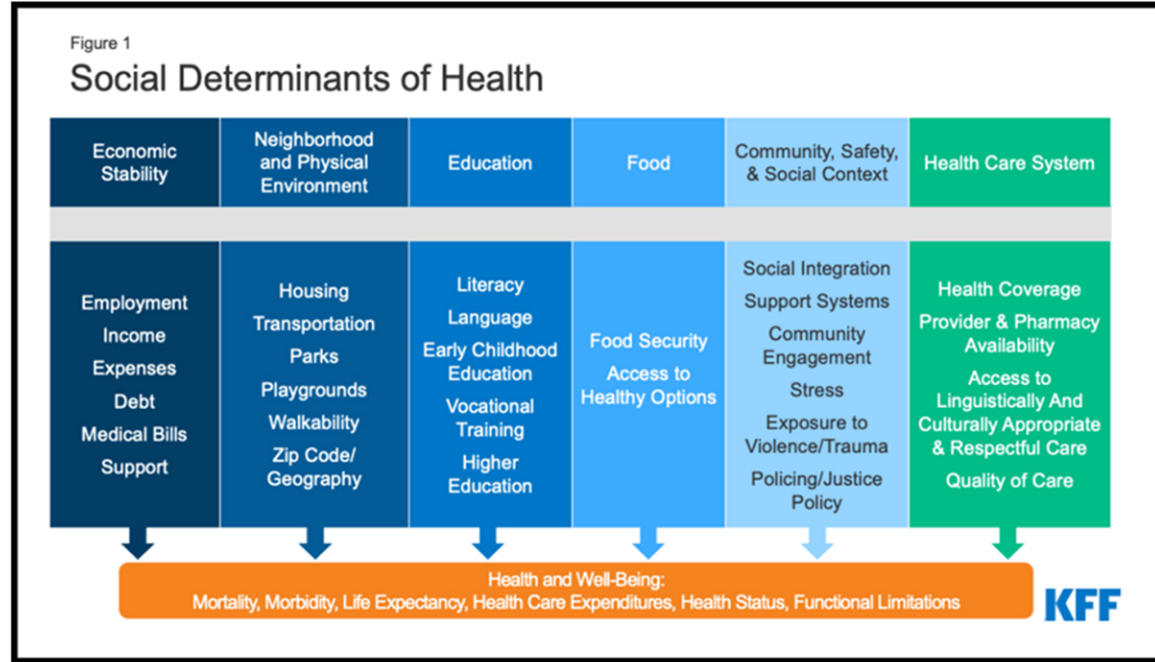 Figure 1
Social Determinants of Health
Economic
Stability
Neighborhood
and Physical
Environment
Education
Food
Community, Safety,
& Social Context
Health Care System
Employment
Income
Expenses
Debt
Medical Bills
Support
Housing
Transportation
Parks
Playgrounds
Walkability
Zip Code/
Geography
Literacy
Language
Early Childhood
Education
Vocational
Training
Higher
Education
Food Security
Access to
Healthy Options
Social Integration
Support Systems
Community
Engagement
Stress
Exposure to
Violence/Trauma
Policing/Justice
Policy
Health Coverage
Provider & Pharmacy
Availability
Access to
Linguistically And
Culturally Appropriate
& Respectful Care
Quality of Care
Health and Well-Being:
Mortality, Morbidity, Life Expectancy, Health Care Expenditures, Health Status, Functional Limitations
KFF